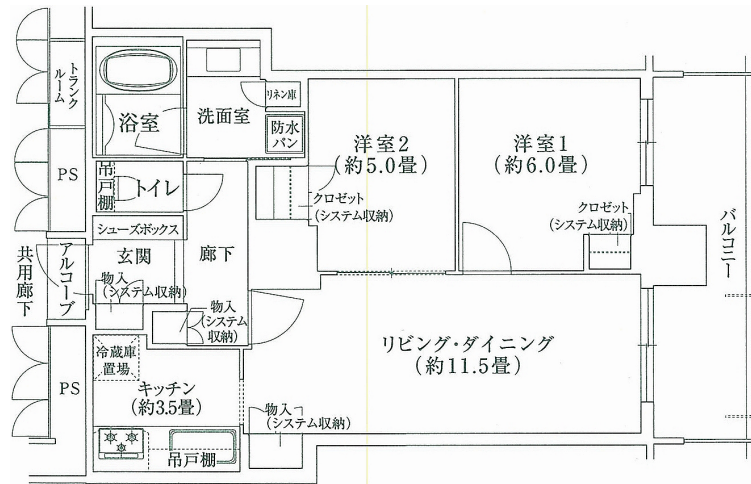 トランク
ルーム
浴室
洗面室
リネン庫
防水
パン
洋室2
(約5.0畳)
洋室1
(約6.0畳)
PS
吊戸棚
トイレ
クロゼット
(システム収納)
クロゼット
(システム収納)
シューズボックス
玄関
廊下
バルコニー
共用廊下
アルコーブ
物入
(システム収納)
物入
(システム
収納)
リビング・ダイニング
(約11.5畳)
冷蔵庫
置場
PS
キッチン
(約3.5畳)
物入
(システム収納)
吊戸棚